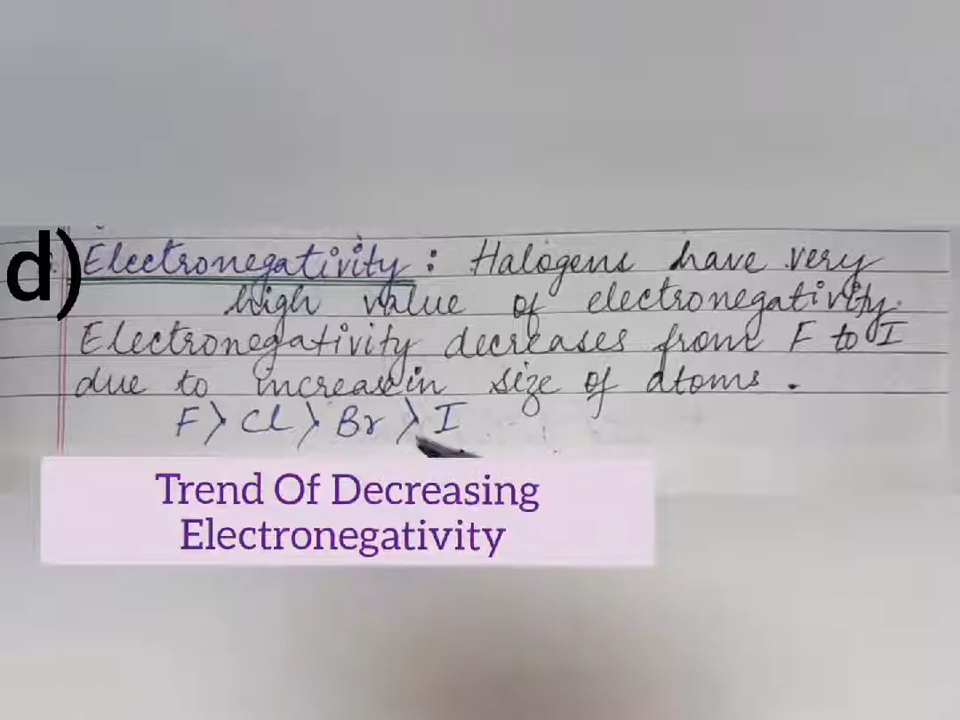 d) Electronegativity : Halogens have very
high value of electronegativity.
Electronegativity decreases from F to I
due to increase in size of atoms.
F > Cl > Br > I
Trend Of Decreasing
Electronegativity